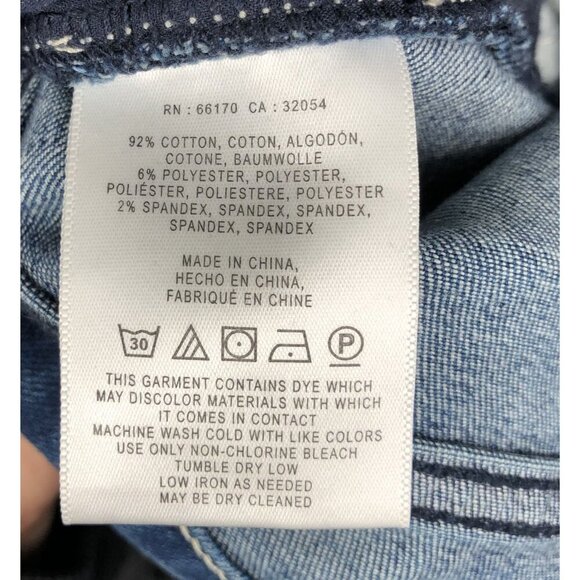 RN : 66170 CA : 32054
92% COTTON, COTON, ALGODÓN,
COTONE, BAUMWOLLE
6% POLYESTER, POLYESTER,
POLIÉSTER, POLIESTERE, POLYESTER
2% SPANDEX, SPANDEX, SPANDEX,
SPANDEX, SPANDEX
MADE IN CHINA,
HECHO EN CHINA,
FABRIQUÉ EN CHINE
30 P
THIS GARMENT CONTAINS DYE WHICH
MAY DISCOLOR MATERIALS WITH WHICH
IT COMES IN CONTACT
MACHINE WASH COLD WITH LIKE COLORS
USE ONLY NON-CHLORINE BLEACH
TUMBLE DRY LOW
LOW IRON AS NEEDED
MAY BE DRY CLEANED